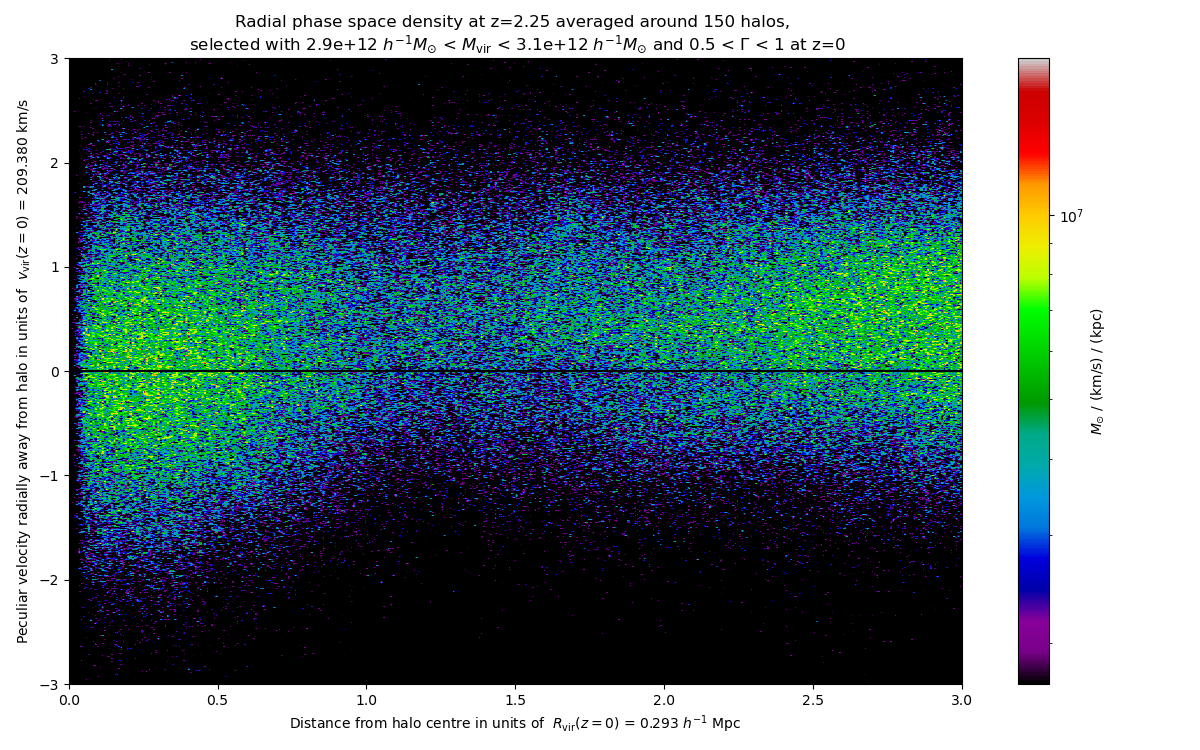 Radial phase space density at z=2.25 averaged around 150 halos,
selected with 2.9e+12 h⁻¹M☉ < Mvir < 3.1e+12 h⁻¹M☉ and 0.5 < Γ < 1 at z=0
Peculiar velocity radially away from halo in units of vvir(z = 0) = 209.380 km/s
3
2
1
0
−1
−2
−3
0.0 0.5 1.0 1.5 2.0 2.5 3.0
Distance from halo centre in units of Rvir(z = 0) = 0.293 h⁻¹ Mpc
10⁷
M☉ / (km/s) / (kpc)